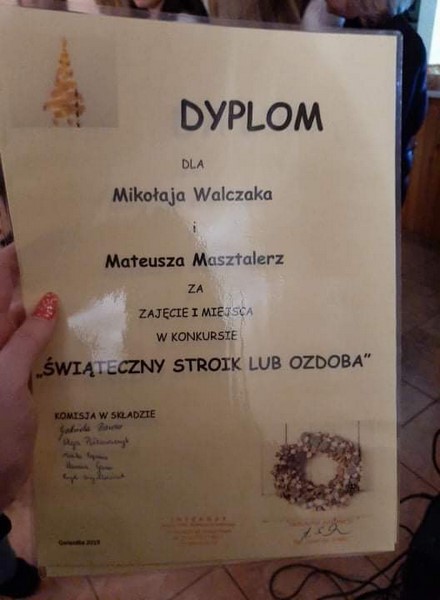 DYPLOM
DLA
Mikołaja Walczaka
i
Mateusza Masztalerz
ZA
ZAJĘCIE I MIEJSCA
W KONKURSIE
„ŚWIĄTECZNY STROIK LUB OZDOBA”
KOMISJA W SKŁADZIE